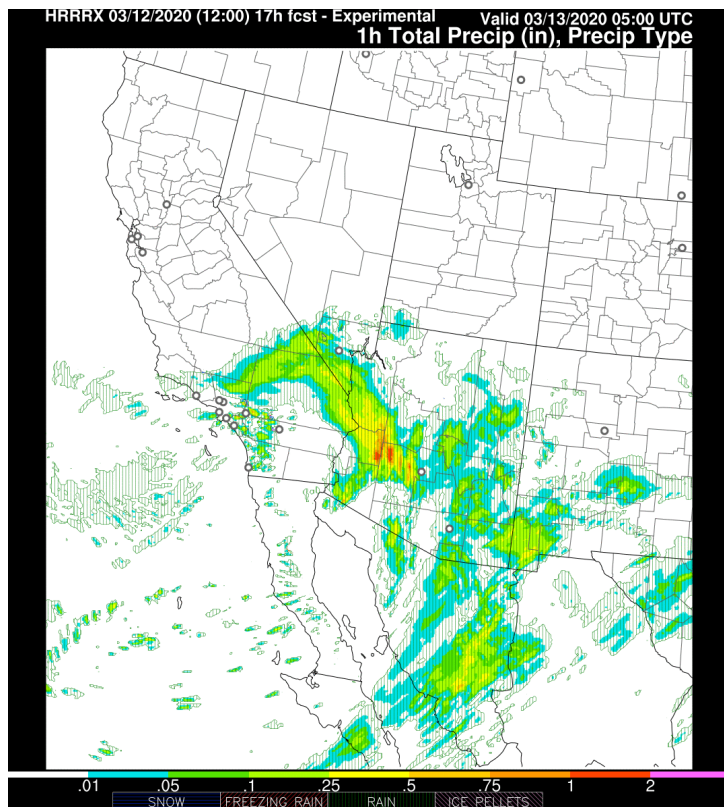 HRRRX 03/12/2020 (12:00) 17h fcst - Experimental Valid 03/13/2020 05:00 UTC
1h Total Precip (in), Precip Type
.01 .05 .1 .25 .5 .75 1 2
SNOW FREEZING RAIN RAIN ICE PELLETS